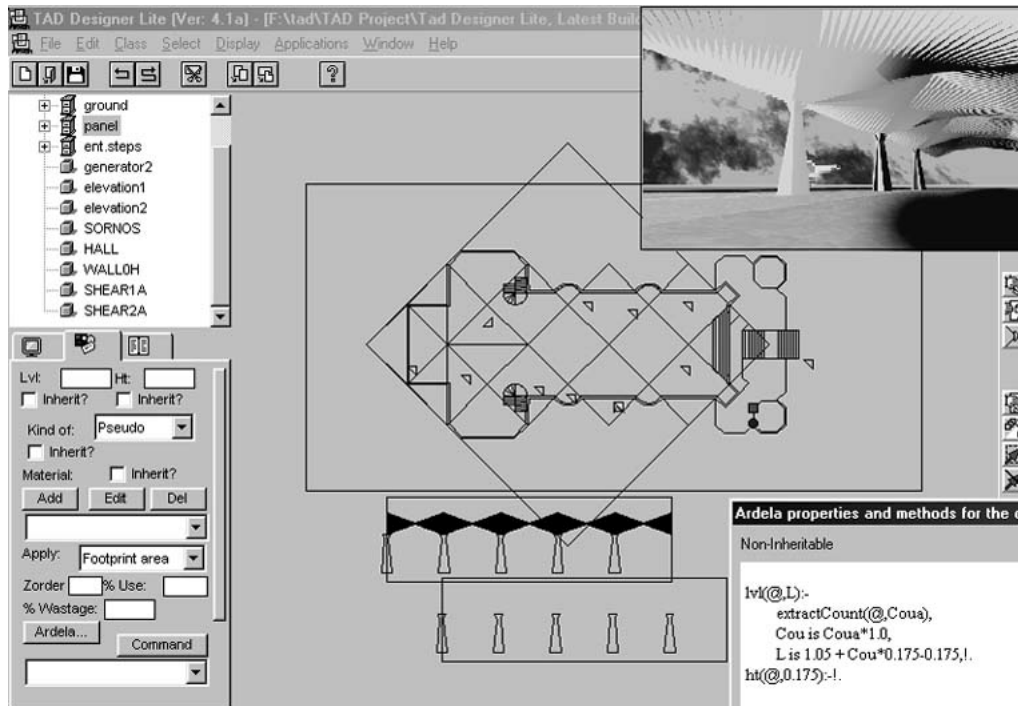 TAD Designer Lite (Ver: 4.1a) - [F:\tad\TAD Project\Tad Designer Lite, Latest Buil
File Edit Class Select Display Applications Window Help
ground
panel
ent.steps
generator2
elevation1
elevation2
SORNOS
HALL
WALL0H
SHEAR1A
SHEAR2A
Lvl: Ht:
Inherit? Inherit?
Kind of: Pseudo
Inherit?
Material: Inherit?
Add Edit Del
Apply: Footprint area
Zorder % Use:
% Wastage:
Ardela...
Command
Ardela properties and methods for the
Non-Inheritable
lvl(@,L):-
extractCount(@,Coua),
Cou is Coua*1.0,
L is 1.05 + Cou*0.175-0.175,!.
ht(@,0.175):-!.